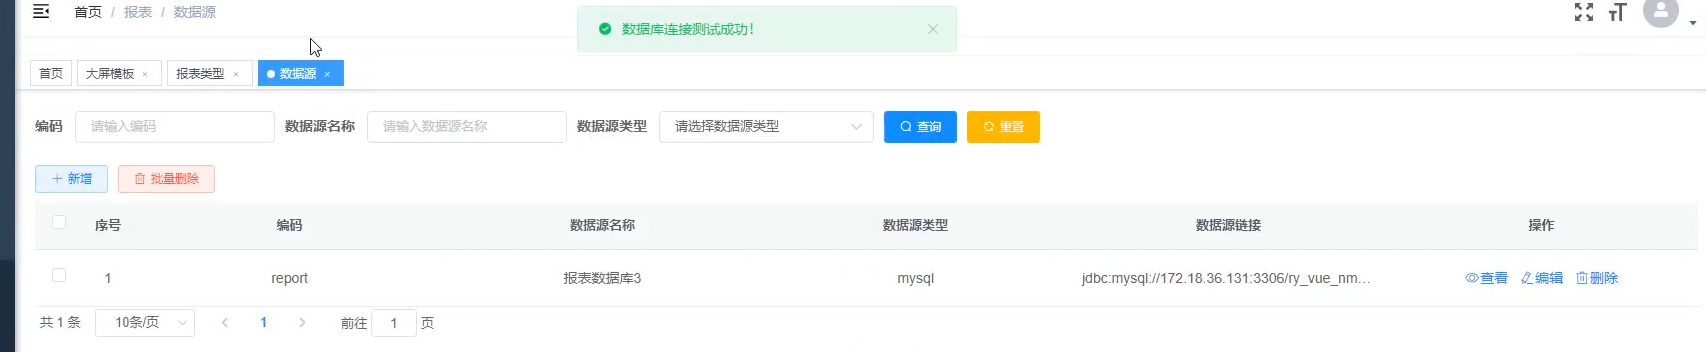 首页 / 报表 / 数据源
数据库连接测试成功！
首页 大屏模板 × 报表类型 × 数据源 ×
编码 请输入编码 数据源名称 请输入数据源名称 数据源类型 请选择数据源类型 查询 重置
新增 批量删除
序号 编码 数据源名称 数据源类型 数据源链接 操作
1 report 报表数据库3 mysql jdbc:mysql://172.18.36.131:3306/ry_vue_nm... 查看 编辑 删除
共 1 条 10条/页 < 1 > 前往 1 页